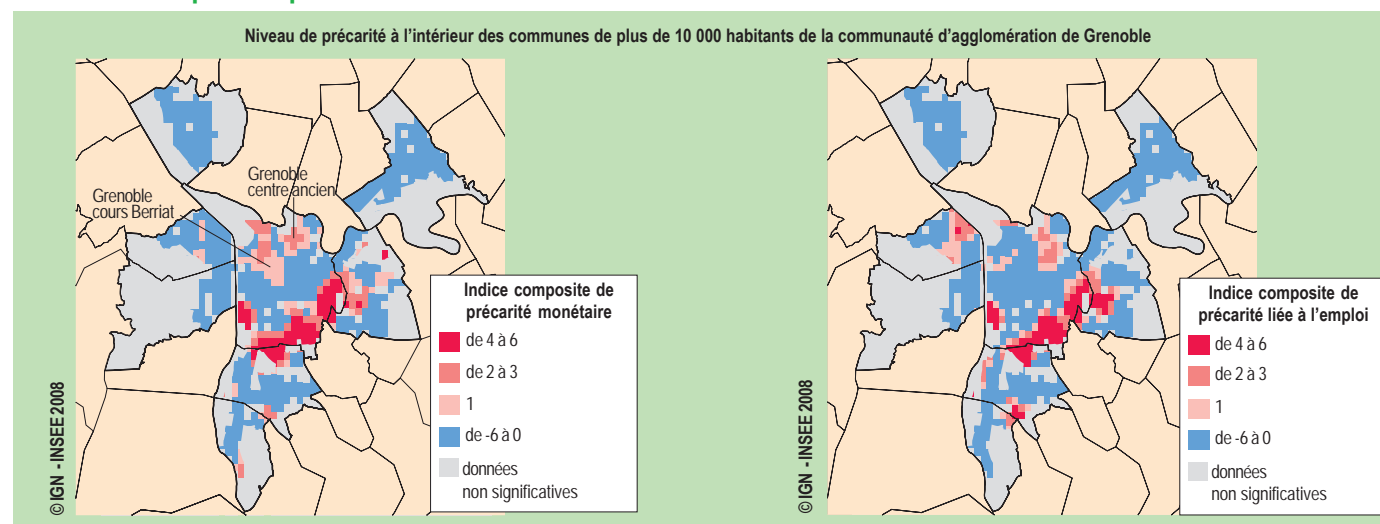 Niveau de précarité à l'intérieur des communes de plus de 10 000 habitants de la communauté d'agglomération de Grenoble
Grenoble
centre ancien
Grenoble
cours Berriat
Indice composite de
précarité monétaire
de 4 à 6
de 2 à 3
1
de -6 à 0
données
non significatives
© IGN - INSEE 2008
Indice composite de
précarité liée à l'emploi
de 4 à 6
de 2 à 3
1
de -6 à 0
données
non significatives
© IGN - INSEE 2008